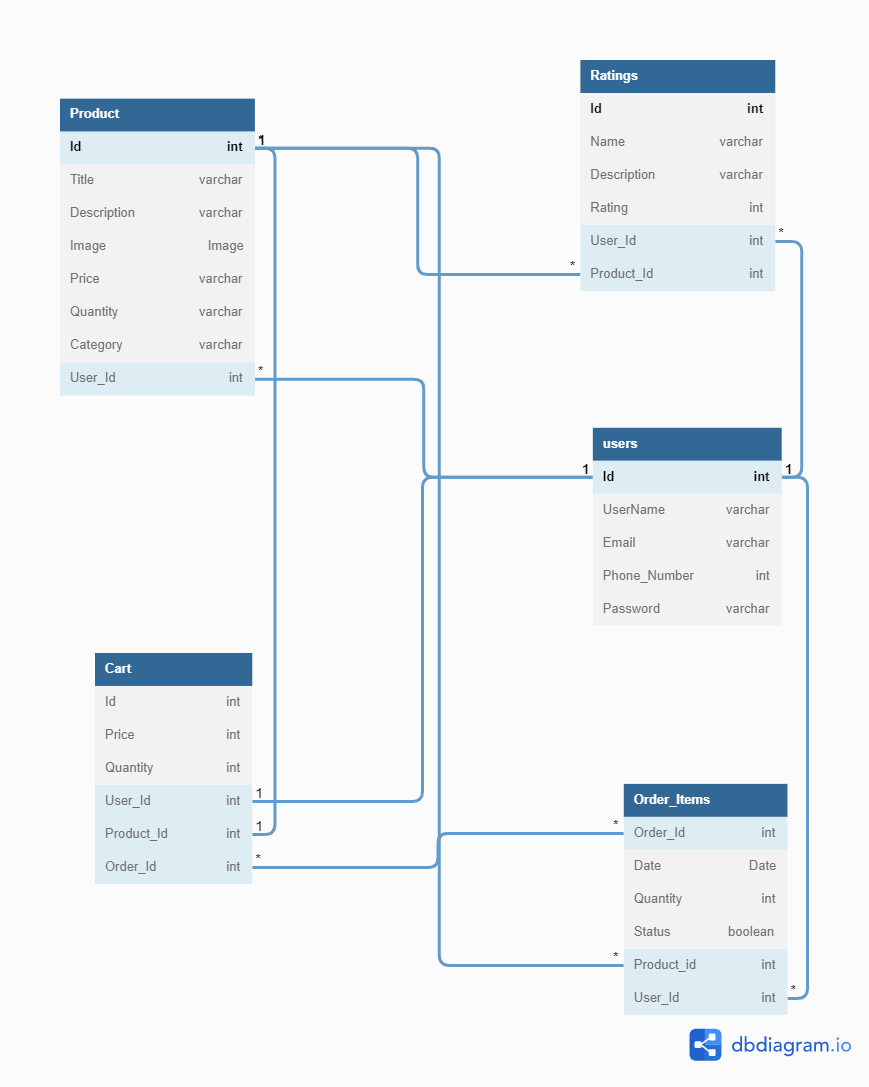 Product
Id int
Title varchar
Description varchar
Image Image
Price varchar
Quantity varchar
Category varchar
User_Id int
1
*
Ratings
Id int
Name varchar
Description varchar
Rating int
User_Id int
Product_Id int
*
*
users
Id int
UserName varchar
Email varchar
Phone_Number int
Password varchar
1
1
Cart
Id int
Price int
Quantity int
User_Id int
Product_Id int
Order_Id int
1
1
*
Order_Items
Order_Id int
Date Date
Quantity int
Status boolean
Product_id int
User_Id int
*
*
*
dbdiagram.io